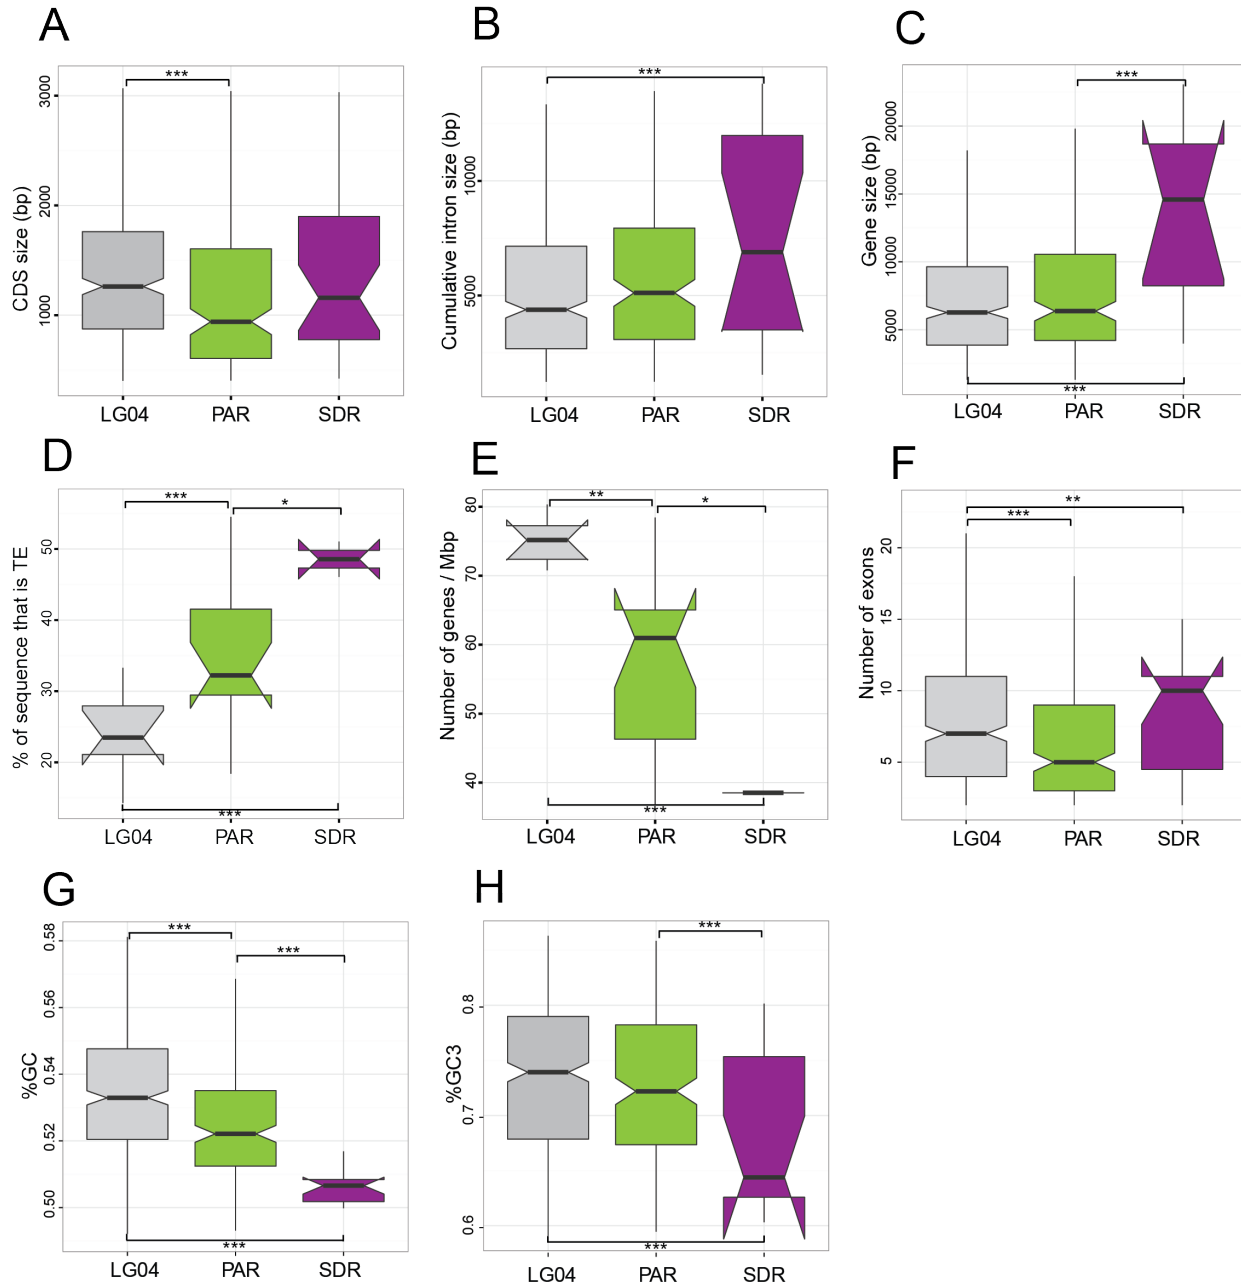 A
B
C
CDS size (bp)
3000
2000
1000
***
LG04 PAR SDR
Cumulative intron size (bp)
10000
5000
***
LG04 PAR SDR
Gene size (bp)
20000
15000
10000
5000
***
***
LG04 PAR SDR
D
E
F
% of sequence that is TE
50
40
30
20
***
*
***
LG04 PAR SDR
Number of genes / Mbp
80
70
60
50
40
**
*
***
LG04 PAR SDR
Number of exons
20
15
10
5
**
***
LG04 PAR SDR
G
H
%GC
0.58
0.56
0.54
0.52
0.50
***
***
***
LG04 PAR SDR
%GC3
0.8
0.7
0.6
***
***
LG04 PAR SDR